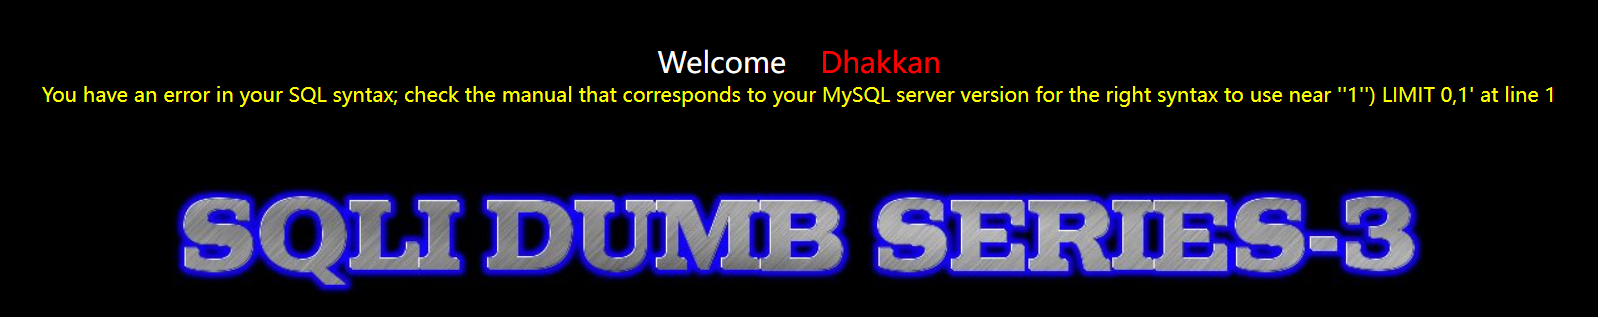 Welcome Dhakkan
You have an error in your SQL syntax; check the manual that corresponds to your MySQL server version for the right syntax to use near ''1'') LIMIT 0,1' at line 1
SQLI DUMB SERIES-3